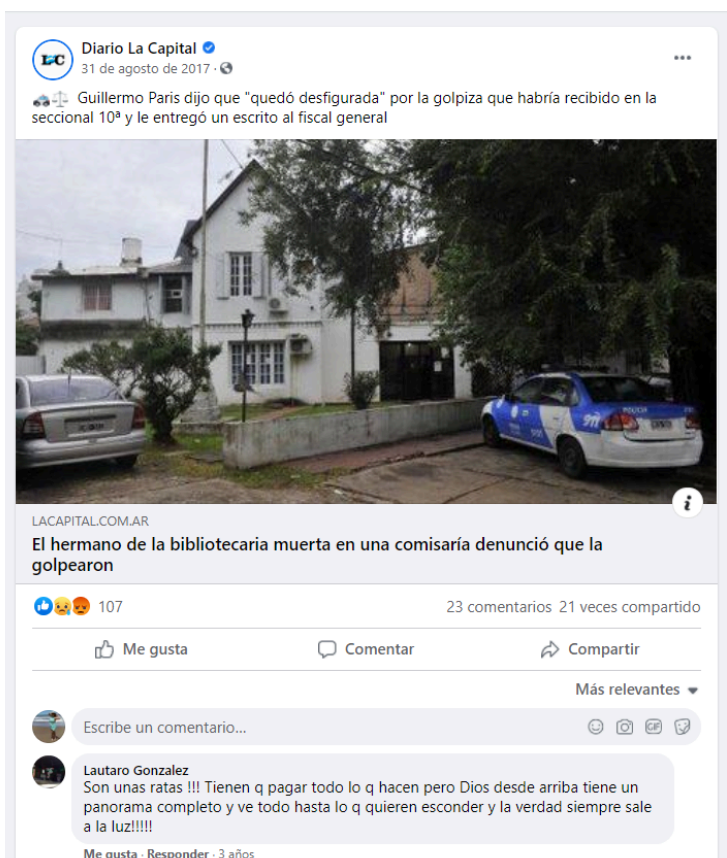 Diario La Capital
31 de agosto de 2017 ·
Guillermo Paris dijo que "quedó desfigurada" por la golpiza que habría recibido en la
seccional 10ª y le entregó un escrito al fiscal general
POLICIA
911
LACAPITAL.COM.AR
El hermano de la bibliotecaria muerta en una comisaría denunció que la
golpearon
107
23 comentarios 21 veces compartido
Me gusta Comentar Compartir
Más relevantes
Escribe un comentario...
GIF
Lautaro Gonzalez
Son unas ratas !!! Tienen q pagar todo lo q hacen pero Dios desde arriba tiene un
panorama completo y ve todo hasta lo q quieren esconder y la verdad siempre sale
a la luz!!!!!
Me gusta · Responder · 3 años